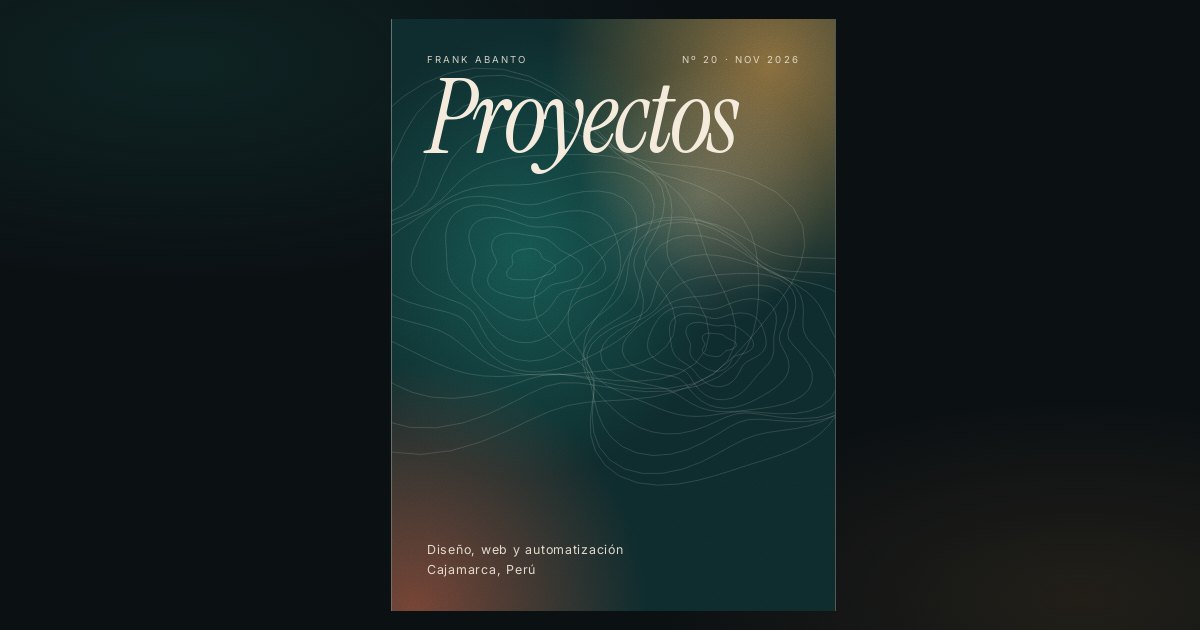 FRANK ABANTO
Nº 20 · NOV 2026
Proyectos
Diseño, web y automatización
Cajamarca, Perú